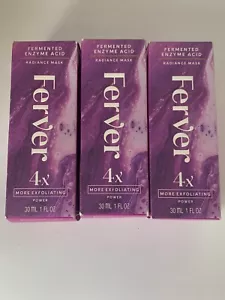 FERMENTED
ENZYME ACID
RADIANCE MASK
Ferver
4x
MORE EXFOLIATING
POWER
30 ML 1 FL OZ
FERMENTED
ENZYME ACID
RADIANCE MASK
Ferver
4x
MORE EXFOLIATING
POWER
30 ML 1 FL OZ
FERMENTED
ENZYME ACID
RADIANCE MASK
Ferver
4x
MORE EXFOLIATING
POWER
30 ML 1 FL OZ